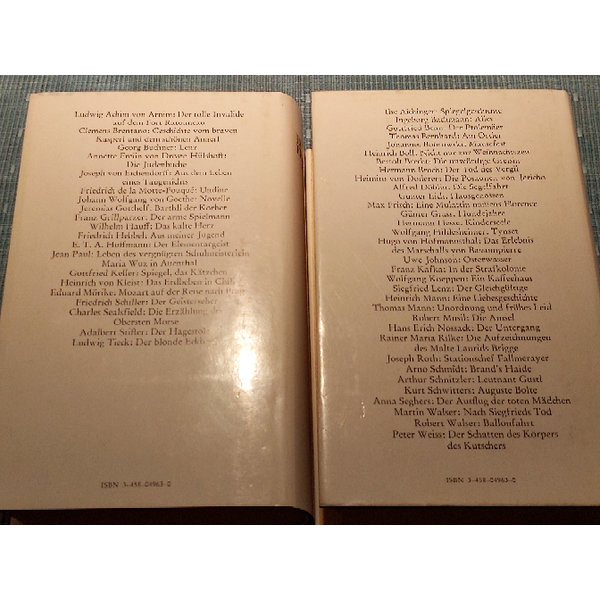 Ludwig Achim von Arnim: Der tolle Invalide
auf dem Fort Ratonneau
Clemens Brentano: Geschichte vom braven
Kasperl und dem schönen Annerl
Georg Büchner: Lenz
Annette Freiin von Droste Hülshoff:
Die Judenbuche
Joseph von Eichendorff: Aus dem Leben
eines Taugenichts
Friedrich de la Motte-Fouqué: Undine
Johann Wolfgang von Goethe: Novelle
Jeremias Gotthelf: Barthli der Korber
Franz Grillparzer: Der arme Spielmann
Wilhelm Hauff: Das kalte Herz
Friedrich Hebbel: Aus meiner Jugend
E. T. A. Hoffmann: Der Elementargeist
Jean Paul: Leben des vergnügten Schulmeisterlein
Maria Wuz in Auenthal
Gottfried Keller: Spiegel, das Kätzchen
Heinrich von Kleist: Das Erdbeben in Chili
Eduard Mörike: Mozart auf der Reise nach Prag
Friedrich Schiller: Der Geisterseher
Charles Sealsfield: Die Erzählung des
Obersten Morse
Adalbert Stifter: Der Hagestolz
Ludwig Tieck: Der blonde Eckbert
ISBN 3-458-04963-0
Ilse Aichinger: Spiegelgeschichte
Ingeborg Bachmann: Alles
Gottfried Benn: Der Ptolemäer
Thomas Bernhard: Am Ortler
Johannes Bobrowski: Mäusefest
Heinrich Böll: Nicht nur zur Weihnachtszeit
Bertolt Brecht: Die unwürdige Greisin
Hermann Broch: Der Tod des Vergil
Heimito von Doderer: Die Posaunen von Jericho
Alfred Döblin: Die Segelfahrt
Günter Eich: Hausgenossen
Max Frisch: Eine Mulattin namens Florence
Günter Grass: Hundejahre
Hermann Hesse: Kinderseele
Wolfgang Hildesheimer: Tynset
Hugo von Hofmannsthal: Das Erlebnis
des Marschalls von Bassompierre
Uwe Johnson: Osterwasser
Franz Kafka: In der Strafkolonie
Wolfgang Koeppen: Ein Kaffeehaus
Siegfried Lenz: Der Gleichgültige
Heinrich Mann: Eine Liebesgeschichte
Thomas Mann: Unordnung und frühes Leid
Robert Musil: Die Amsel
Hans Erich Nossack: Der Untergang
Rainer Maria Rilke: Die Aufzeichnungen
des Malte Laurids Brigge
Joseph Roth: Stationschef Fallmerayer
Arno Schmidt: Brand's Haide
Arthur Schnitzler: Leutnant Gustl
Kurt Schwitters: Auguste Bolte
Anna Seghers: Der Ausflug der toten Mädchen
Martin Walser: Nach Siegfrieds Tod
Robert Walser: Ballonfahrt
Peter Weiss: Der Schatten des Körpers
des Kutschers
ISBN 3-458-04963-0